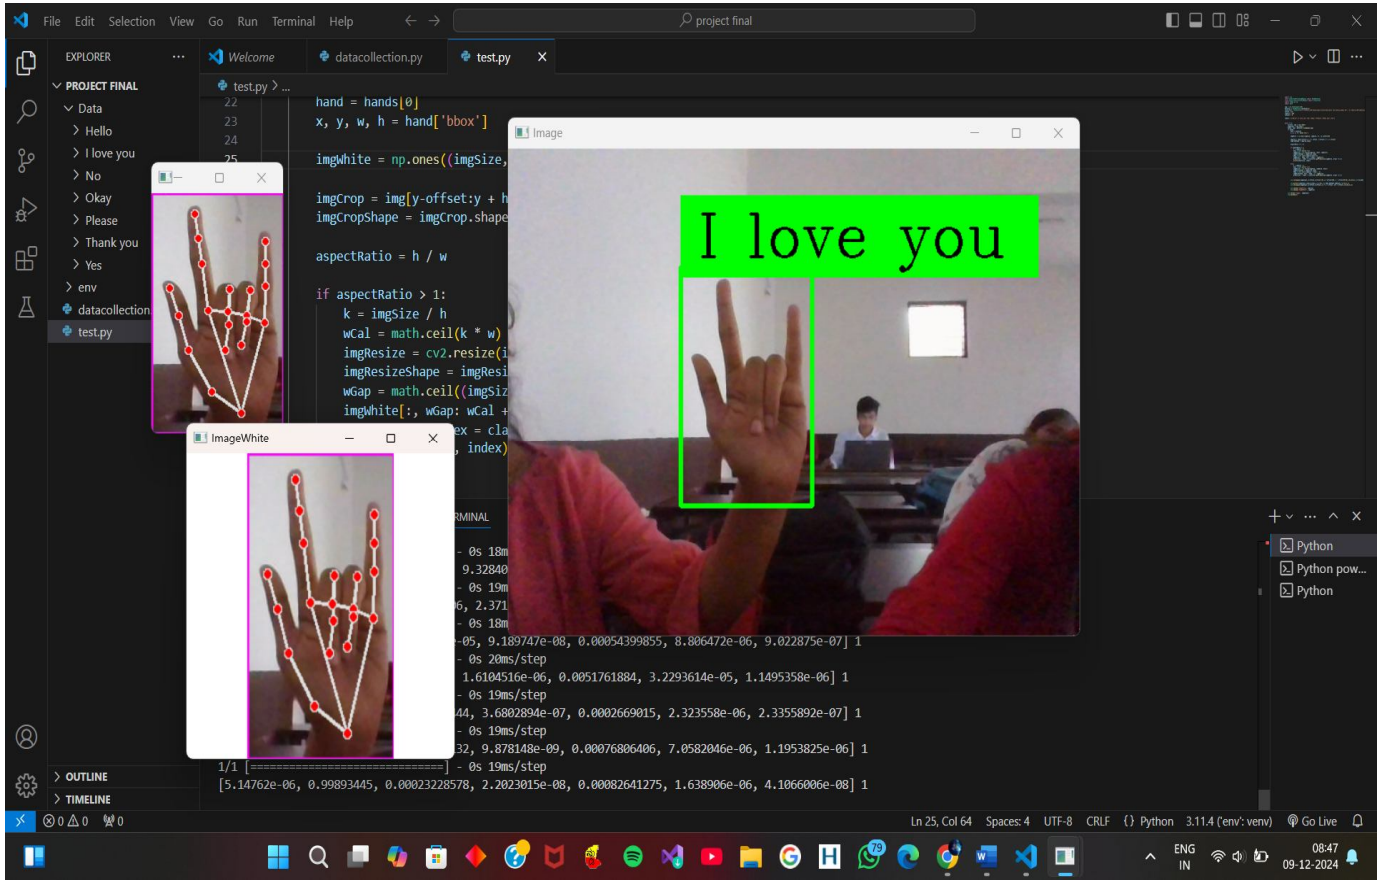 File Edit Selection View Go Run Terminal Help
project final
EXPLORER
Welcome
datacollection.py
test.py
PROJECT FINAL
test.py > ...
Data
Hello
I love you
No
Okay
Please
Thank you
Yes
env
datacollection
test.py
22 hand = hands[0]
23 x, y, w, h = hand['bbox']
24
25 imgWhite = np.ones((imgSize,
imgCrop = img[y-offset:y + h
imgCropShape = imgCrop.shape
aspectRatio = h / w
if aspectRatio > 1:
k = imgSize / h
wCal = math.ceil(k * w)
imgResize = cv2.resize(i
imgResizeShape = imgResi
wGap = math.ceil((imgSiz
imgWhite[:, wGap: wCal +
ex = cla
, index)
Image
I love you
ImageWhite
RMINAL
- 0s 18m
9.32840
- 0s 19m
6, 2.371
- 0s 18m
-05, 9.189747e-08, 0.00054399855, 8.806472e-06, 9.022875e-07] 1
- 0s 20ms/step
1.6104516e-06, 0.0051761884, 3.2293614e-05, 1.1495358e-06] 1
- 0s 19ms/step
44, 3.6802894e-07, 0.0002669015, 2.323558e-06, 2.3355892e-07] 1
- 0s 19ms/step
32, 9.878148e-09, 0.00076806406, 7.0582046e-06, 1.1953825e-06] 1
1/1 [==============================] - 0s 19ms/step
[5.14762e-06, 0.99893445, 0.00023228578, 2.2023015e-08, 0.00082641275, 1.638906e-06, 4.1066006e-08] 1
Python
Python pow...
Python
OUTLINE
TIMELINE
0 0 0
Ln 25, Col 64 Spaces: 4 UTF-8 CRLF {} Python 3.11.4 ('env': venv) Go Live
79
ENG
IN
08:47
09-12-2024